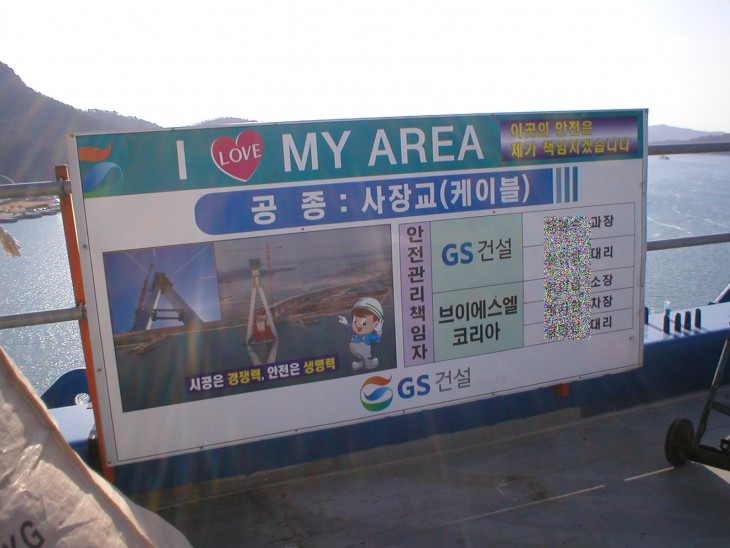 I LOVE MY AREA
이곳의 안전은
제가 책임지겠습니다
공 종 : 사장교(케이블)
안전관리책임자
GS건설
과장
대리
브이에스엘
코리아
소장
차장
대리
시공은 경쟁력, 안전은 생명력
GS건설
KG